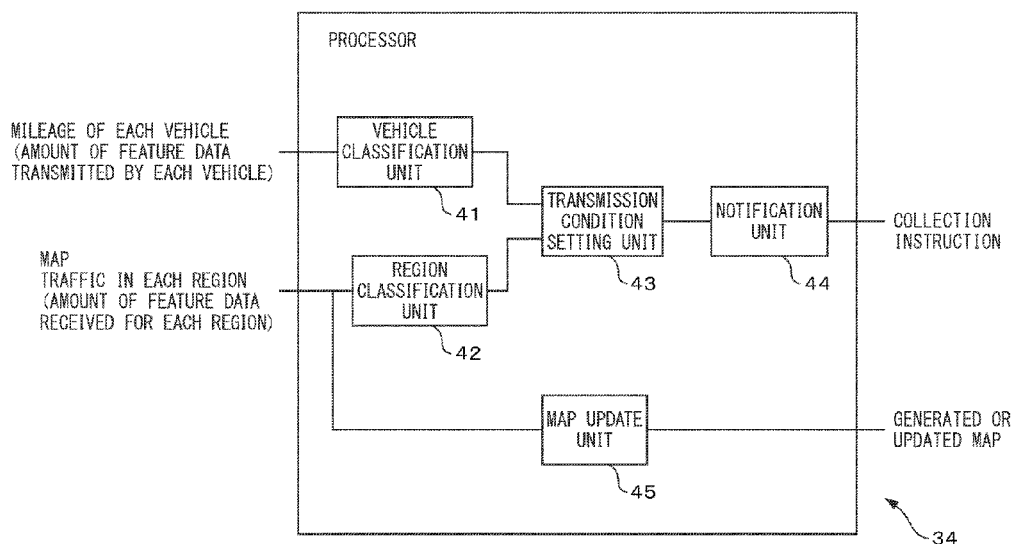 PROCESSOR
MILEAGE OF EACH VEHICLE
(AMOUNT OF FEATURE DATA
TRANSMITTED BY EACH VEHICLE)
VEHICLE
CLASSIFICATION
UNIT
41
TRANSMISSION
CONDITION
SETTING UNIT
43
NOTIFICATION
UNIT
44
COLLECTION
INSTRUCTION
MAP
TRAFFIC IN EACH REGION
(AMOUNT OF FEATURE DATA
RECEIVED FOR EACH REGION)
REGION
CLASSIFICATION
UNIT
42
MAP UPDATE
UNIT
45
GENERATED OR
UPDATED MAP
34